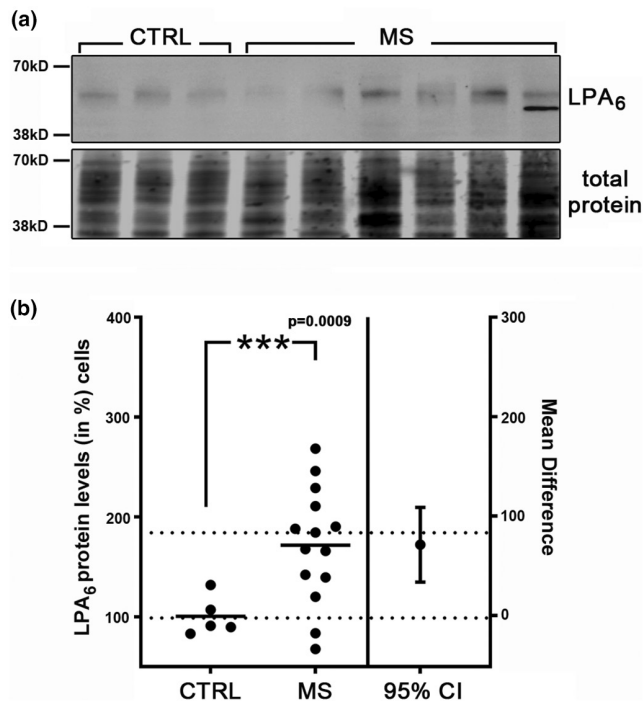 (a)
CTRL
MS
70kD
38kD
LPA6
70kD
38kD
total
protein
(b)
p=0.0009
***
400
300
200
100
LPA6 protein levels (in %) cells
300
200
100
0
Mean Difference
CTRL
MS
95% CI